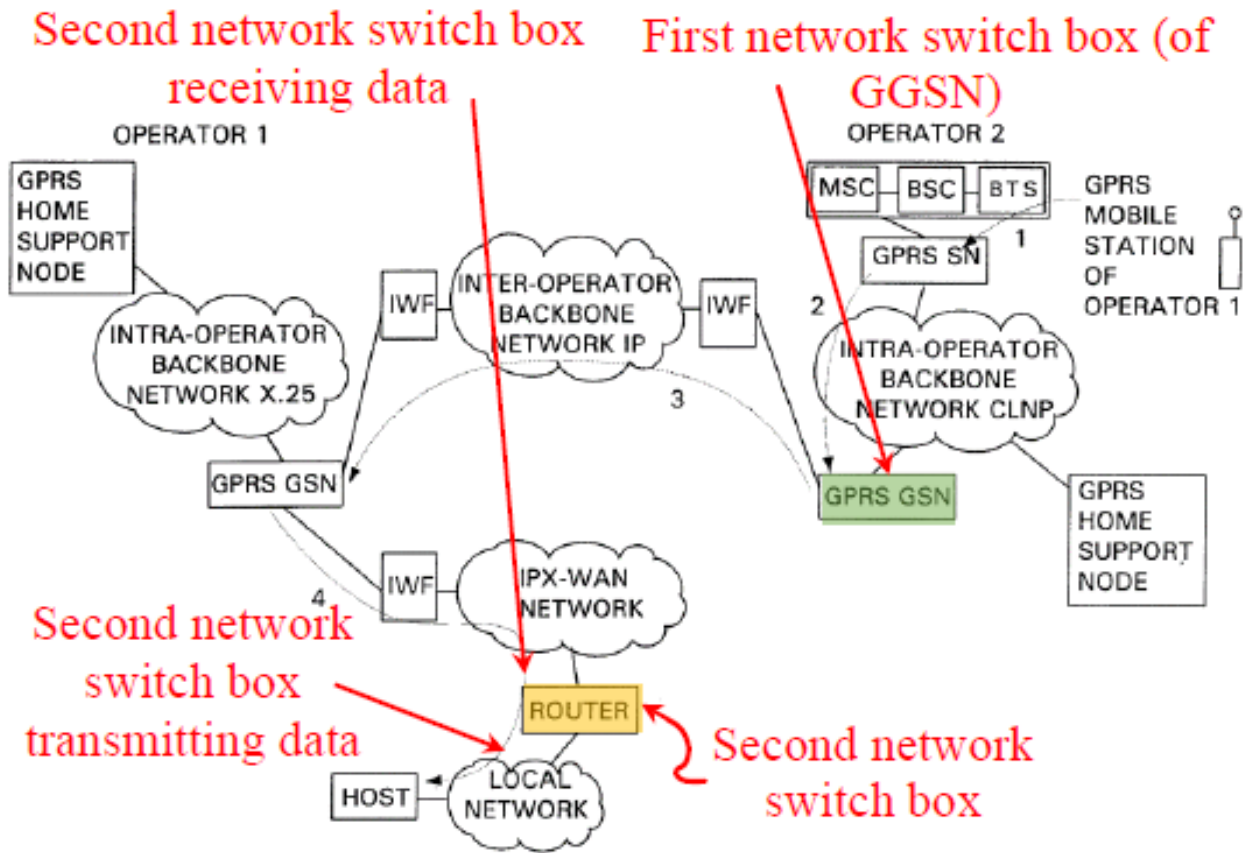 Second network switch box
receiving data
First network switch box (of
GGSN)
OPERATOR 1
OPERATOR 2
GPRS
HOME
SUPPORT
NODE
MSC
BSC
BTS
GPRS
MOBILE
STATION
OF
OPERATOR 1
1
GPRS SN
2
IWF
INTER-OPERATOR
BACKBONE
NETWORK IP
IWF
INTRA-OPERATOR
BACKBONE
NETWORK X.25
INTRA-OPERATOR
BACKBONE
NETWORK CLNP
3
GPRS GSN
GPRS GSN
GPRS
HOME
SUPPORT
NODE
4
IWF
IPX-WAN
NETWORK
Second network
switch box
transmitting data
ROUTER
Second network
switch box
HOST
LOCAL
NETWORK